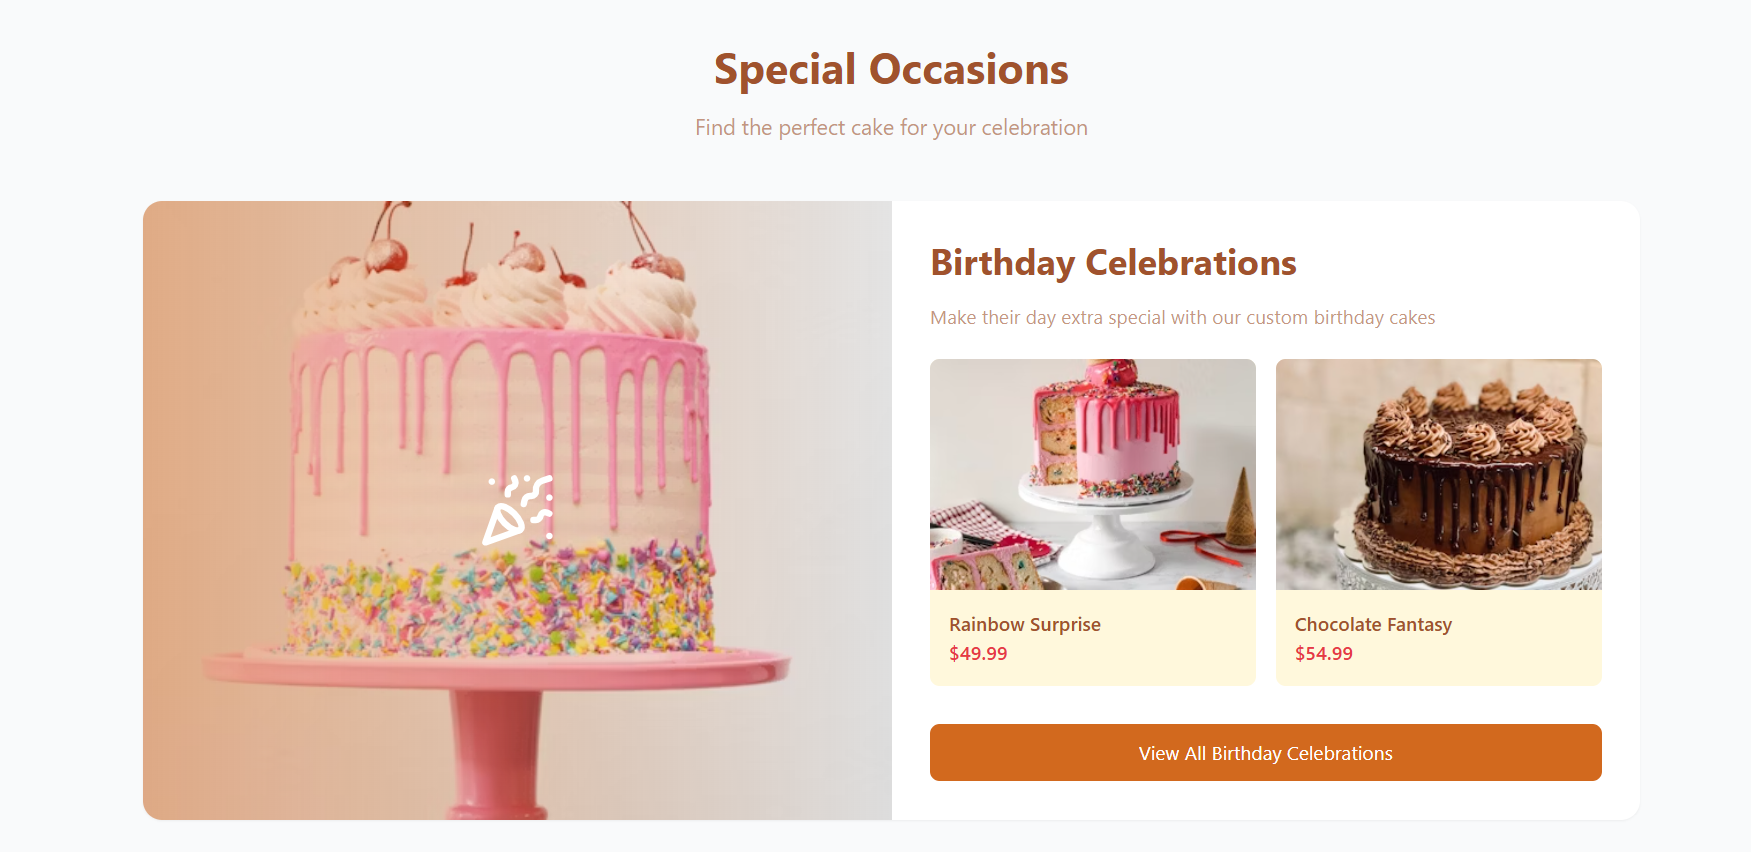 Special Occasions
Find the perfect cake for your celebration
Birthday Celebrations
Make their day extra special with our custom birthday cakes
Rainbow Surprise
$49.99
Chocolate Fantasy
$54.99
View All Birthday Celebrations